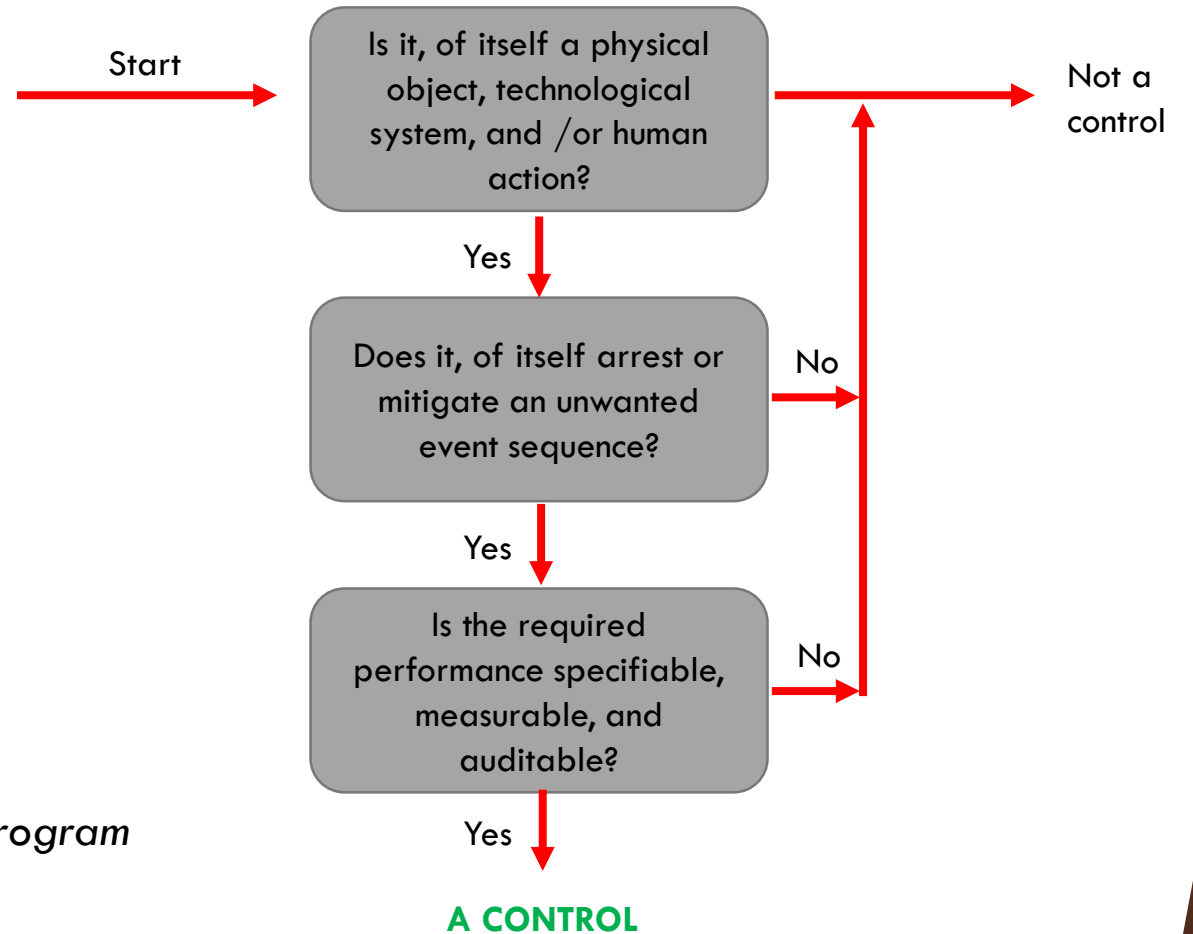 Start
Is it, of itself a physical
object, technological
system, and /or human
action?
Not a
control
Yes
Does it, of itself arrest or
mitigate an unwanted
event sequence?
No
Yes
Is the required
performance specifiable,
measurable, and
auditable?
No
rogram
Yes
A CONTROL